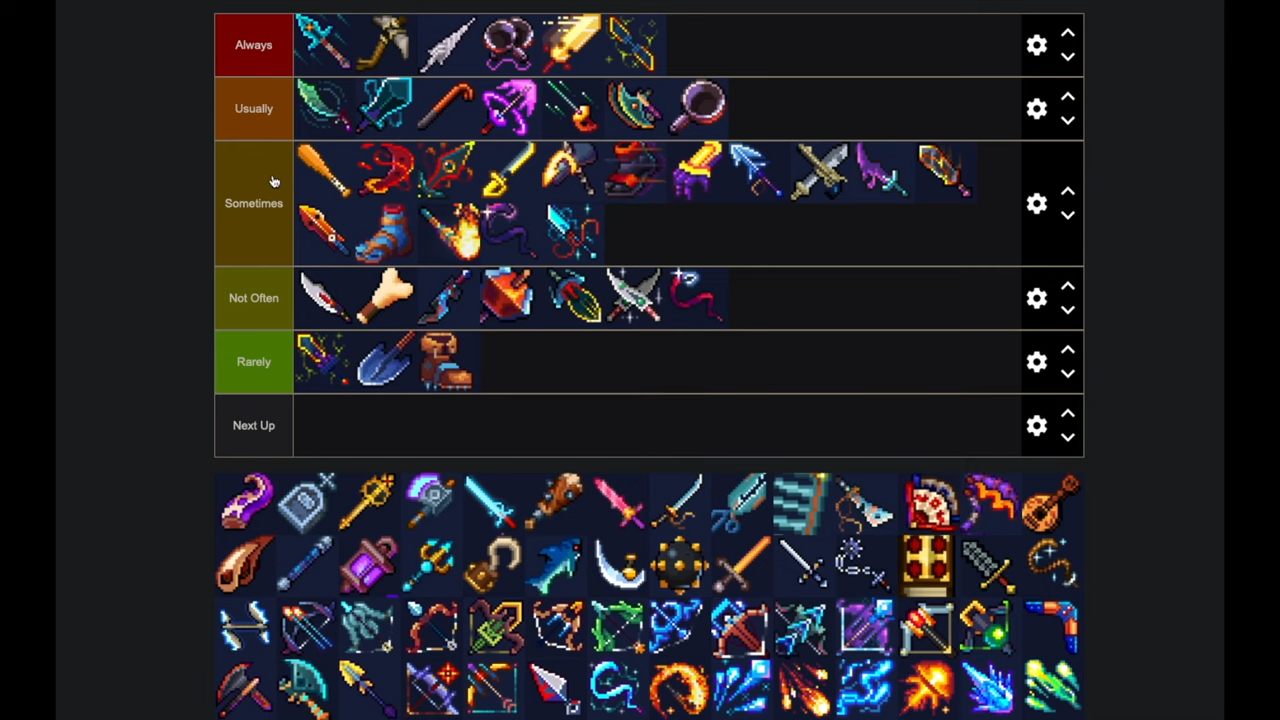 Always
Usually
Sometimes
Not Often
Rarely
Next Up